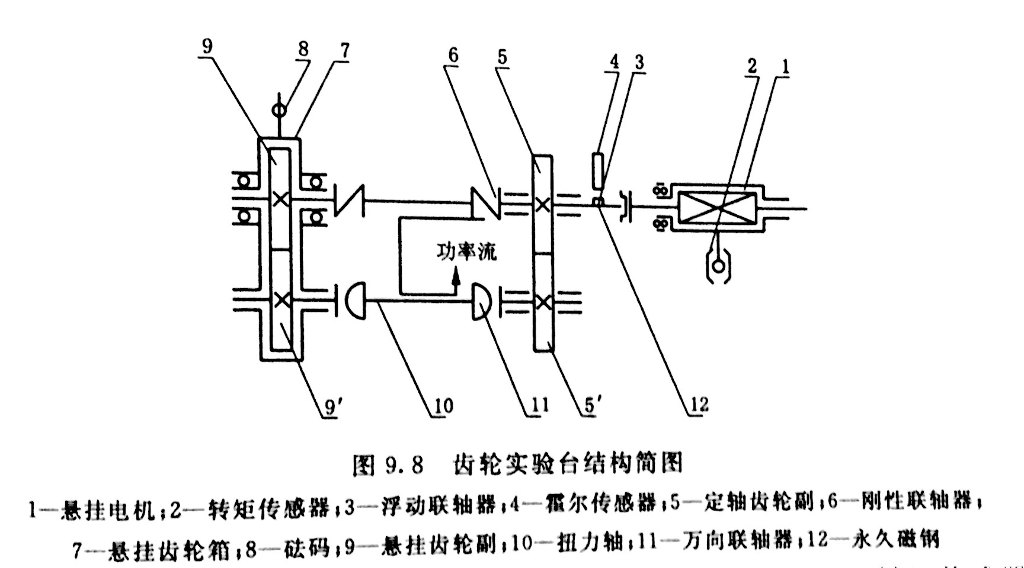 9 8 7 6 5 4 3 2 1
功率流
9′ 10 11 5′ 12
图 9.8 齿轮实验台结构简图
1—悬挂电机;2—转矩传感器;3—浮动联轴器;4—霍尔传感器;5—定轴齿轮副;6—刚性联轴器;
7—悬挂齿轮箱;8—砝码;9—悬挂齿轮副;10—扭力轴;11—万向联轴器;12—永久磁钢